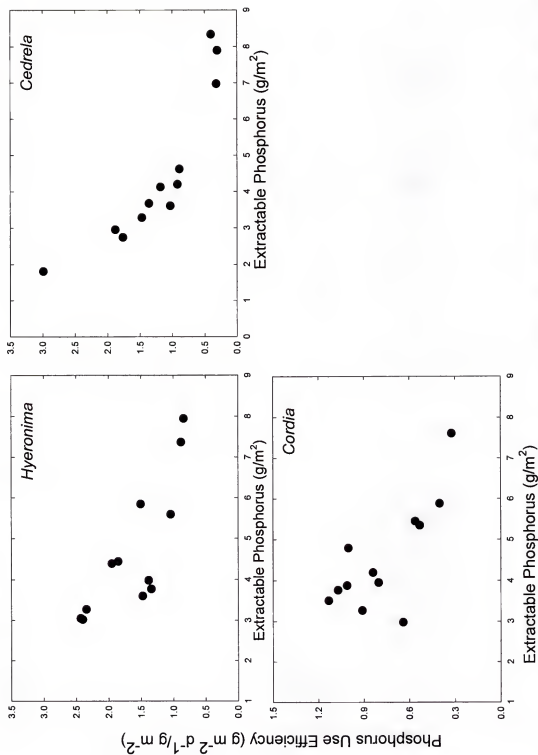 Phosphorus Use Efficiency (g m⁻² d⁻¹/g m⁻²)
Hyeronima
3.5
3.0
2.5
2.0
1.5
1.0
0.5
0.0
1 2 3 4 5 6 7 8 9
Extractable Phosphorus (g/m²)
Cedrela
3.5
3.0
2.5
2.0
1.5
1.0
0.5
0.0
1 2 3 4 5 6 7 8 9
Extractable Phosphorus (g/m²)
Cordia
1.5
1.2
0.9
0.6
0.3
0.0
1 2 3 4 5 6 7 8 9
Extractable Phosphorus (g/m²)